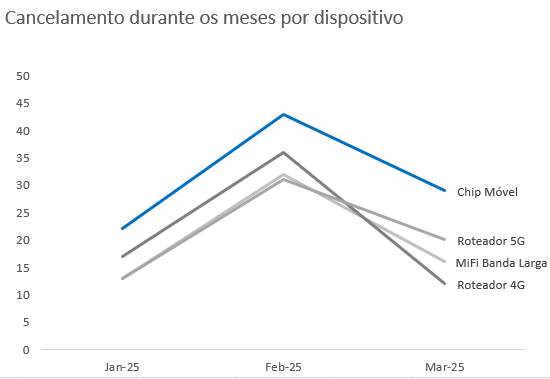 Cancelamento durante os meses por dispositivo
50
45
40
35
30
25
20
15
10
5
0
Chip Móvel
Roteador 5G
MiFi Banda Larga
Roteador 4G
Jan-25 Feb-25 Mar-25